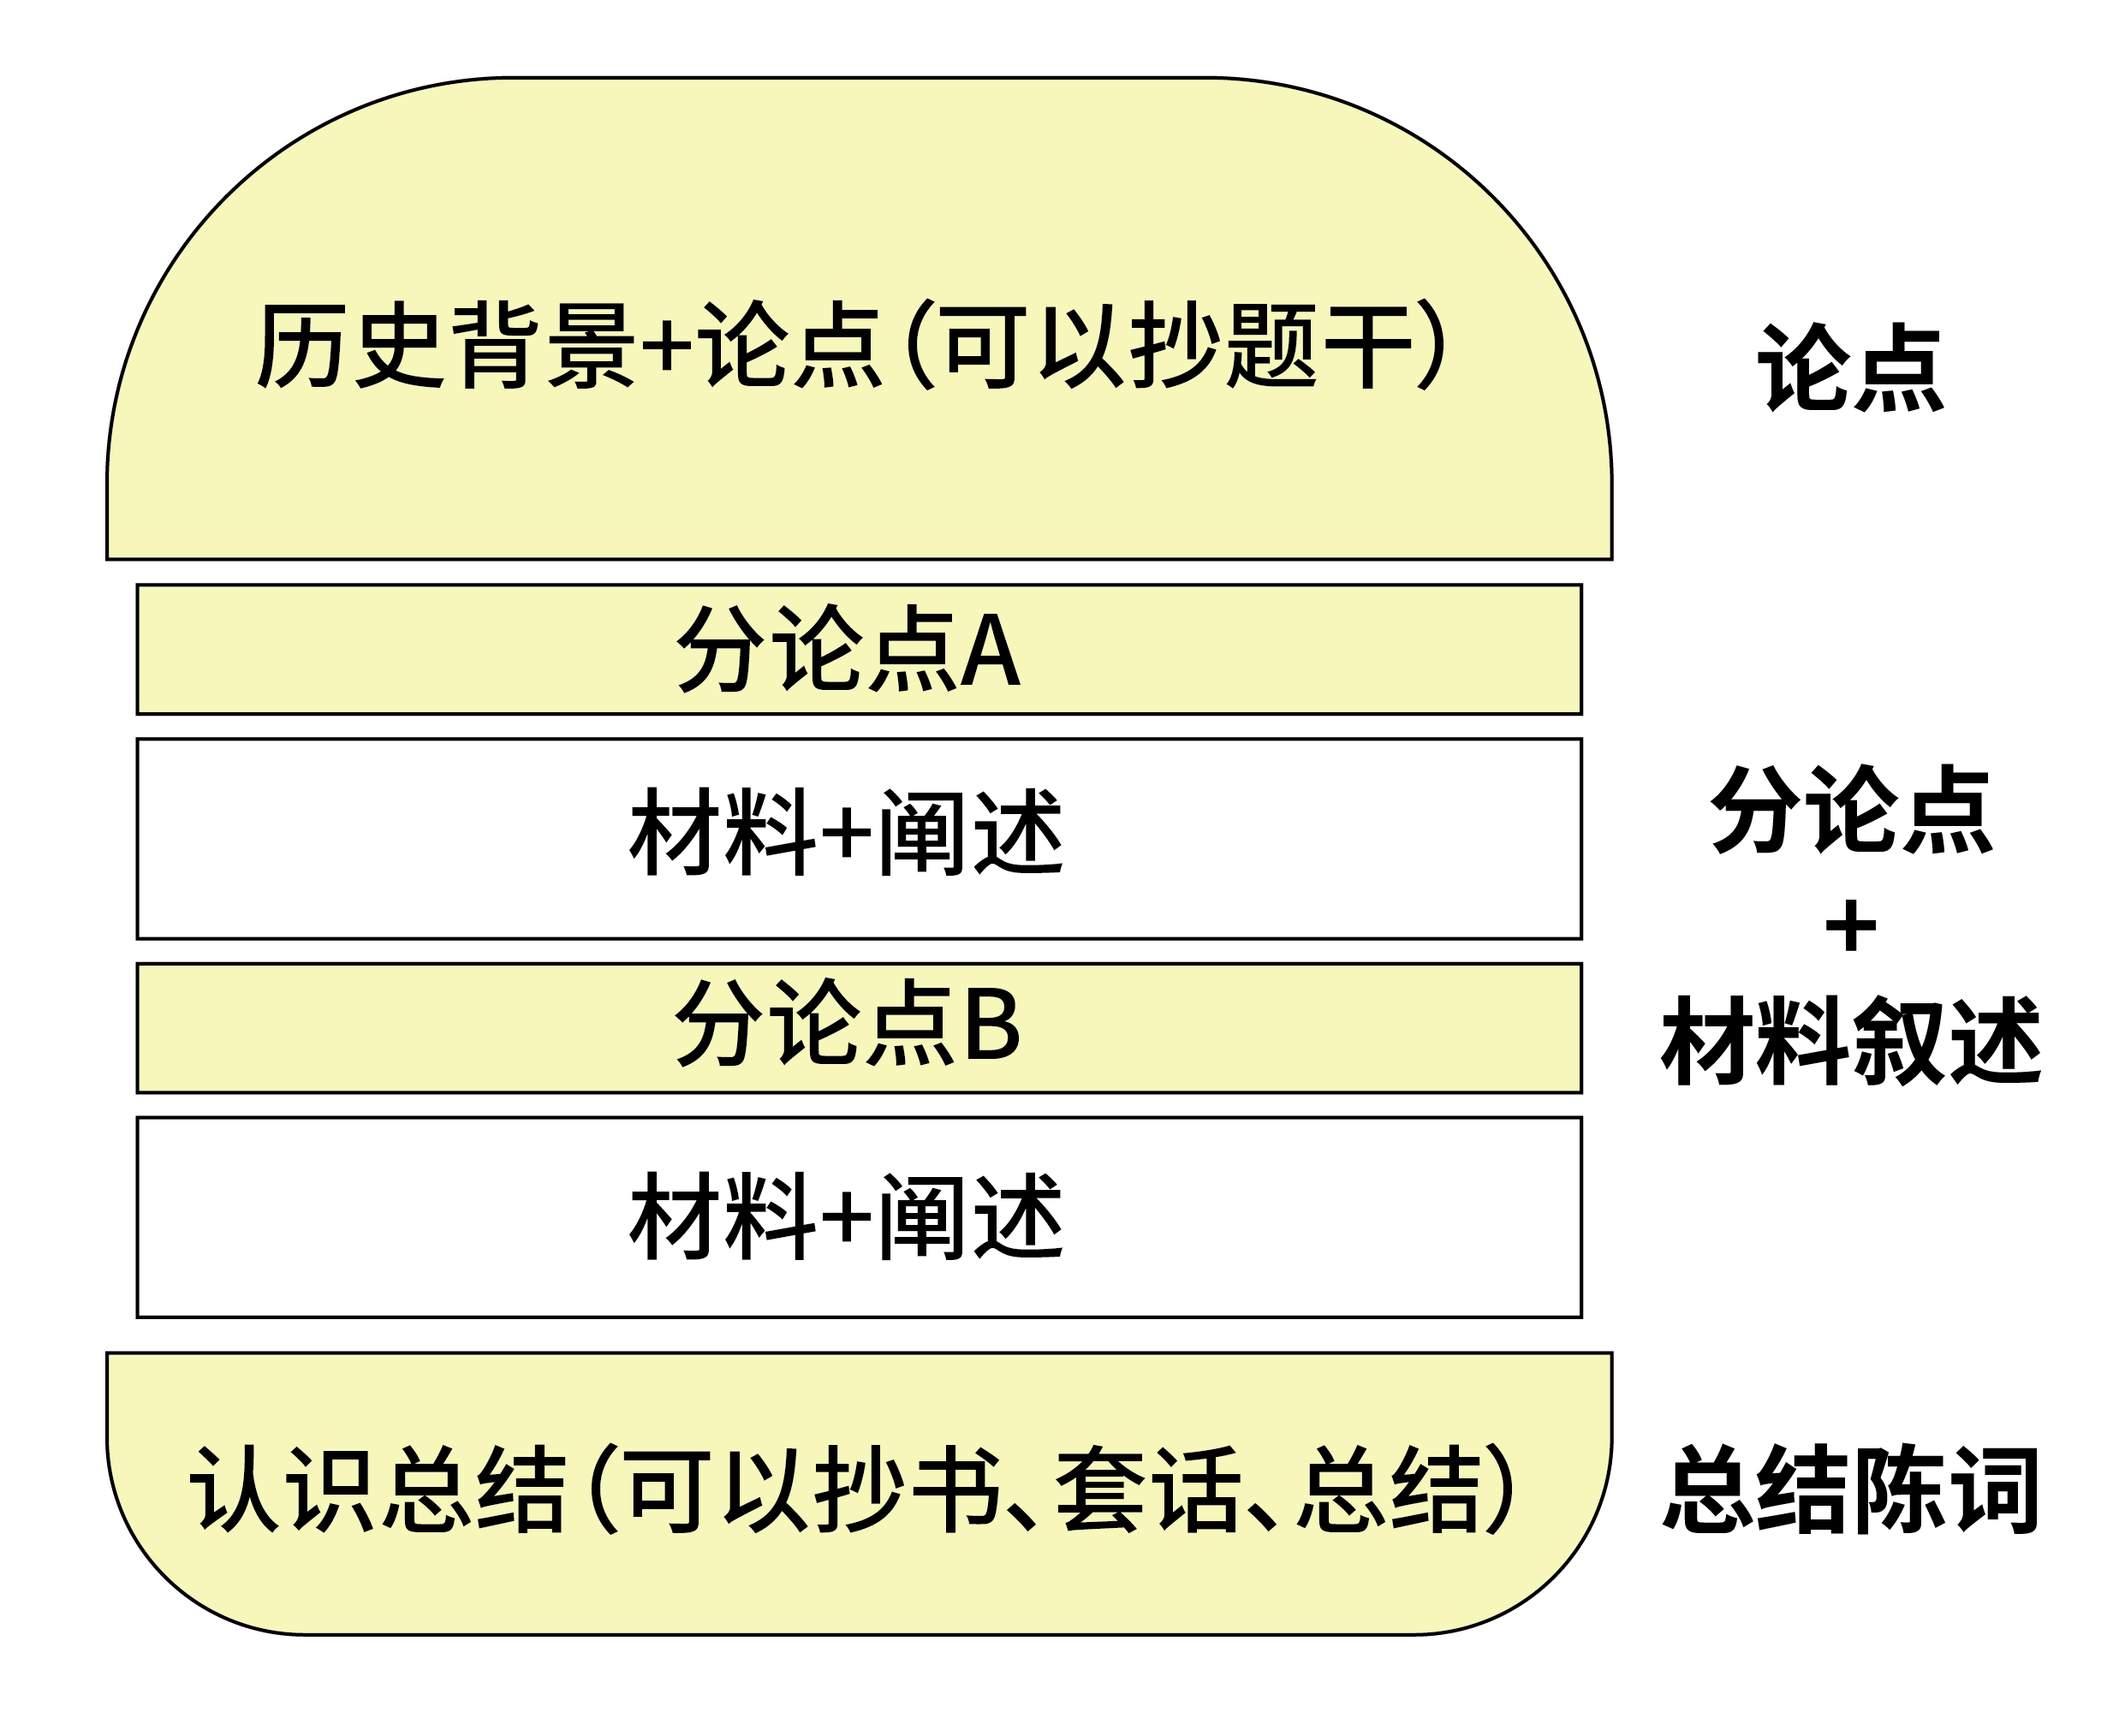 历史背景+论点(可以抄题干)
论点
分论点A
材料+阐述
分论点
+
材料叙述
分论点B
材料+阐述
认识总结(可以抄书、套话、总结)
总结陈词